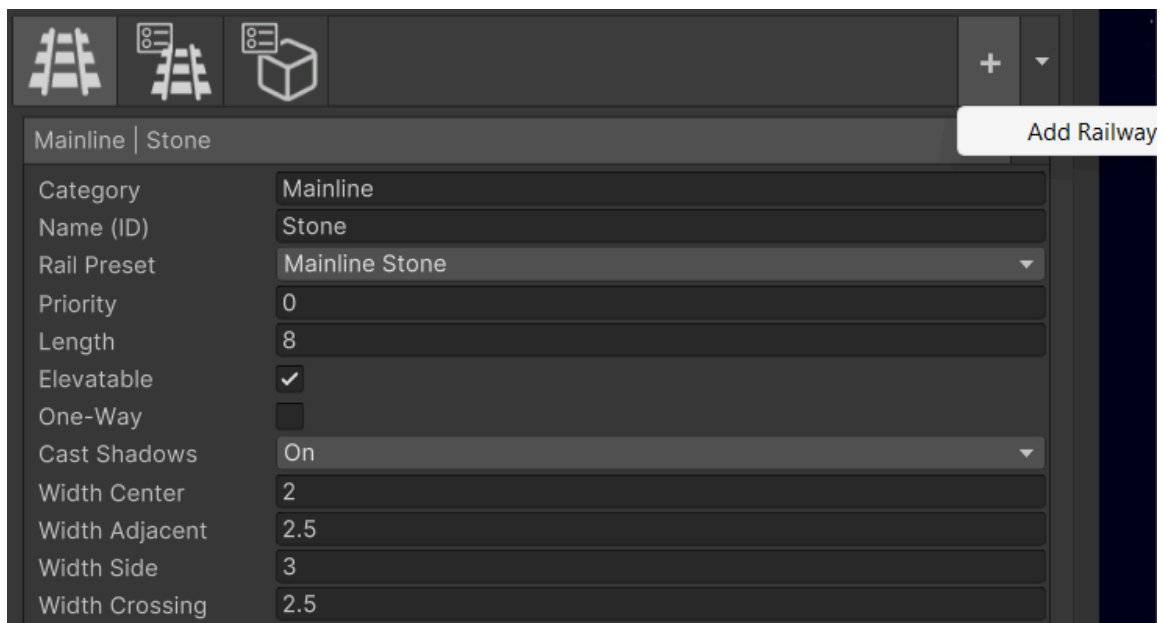 +
Add Railway
Mainline | Stone
Category Mainline
Name (ID) Stone
Rail Preset Mainline Stone
Priority 0
Length 8
Elevatable
One-Way
Cast Shadows On
Width Center 2
Width Adjacent 2.5
Width Side 3
Width Crossing 2.5